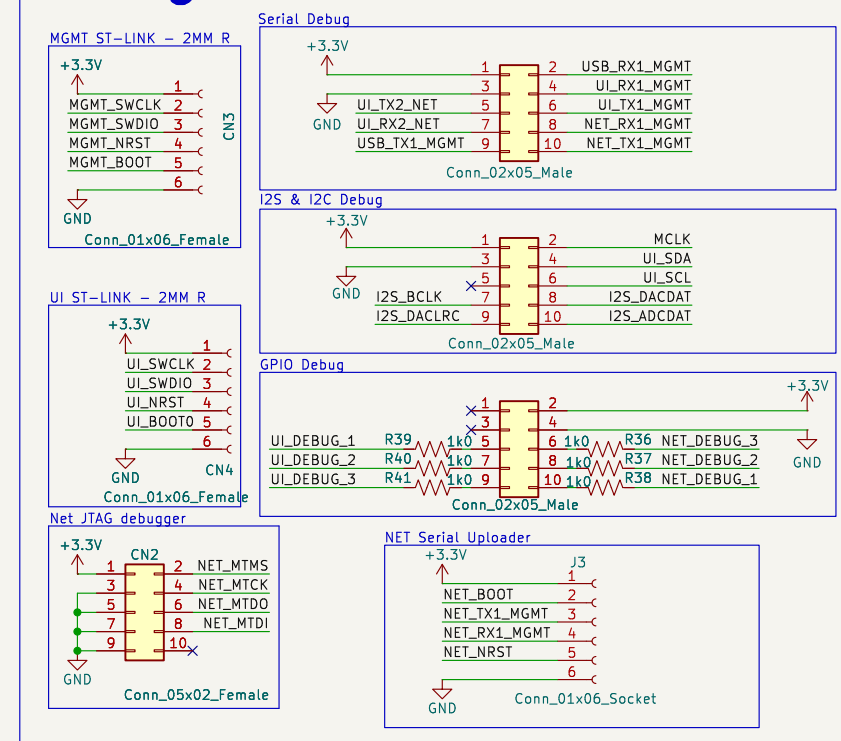 MGMT ST-LINK - 2MM R
+3.3V
1
MGMT_SWCLK 2
MGMT_SWDIO 3
MGMT_NRST 4
MGMT_BOOT 5
6
GND
CN3
Conn_01x06_Female
Serial Debug
+3.3V
1 2 USB_RX1_MGMT
3 4 UI_RX1_MGMT
GND
UI_TX2_NET 5 6 UI_TX1_MGMT
UI_RX2_NET 7 8 NET_RX1_MGMT
USB_TX1_MGMT 9 10 NET_TX1_MGMT
Conn_02x05_Male
I2S & I2C Debug
+3.3V
1 2 MCLK
3 4 UI_SDA
GND
5 6 UI_SCL
I2S_BCLK 7 8 I2S_DACDAT
I2S_DACLRC 9 10 I2S_ADCDAT
Conn_02x05_Male
UI ST-LINK - 2MM R
+3.3V
1
UI_SWCLK 2
UI_SWDIO 3
UI_NRST 4
UI_BOOT0 5
6
GND
CN4
Conn_01x06_Female
GPIO Debug
+3.3V
1 2
3 4
GND
UI_DEBUG_1 R39 1k0 5 6 1k0 R36 NET_DEBUG_3
UI_DEBUG_2 R40 1k0 7 8 1k0 R37 NET_DEBUG_2
UI_DEBUG_3 R41 1k0 9 10 1k0 R38 NET_DEBUG_1
Conn_02x05_Male
Net JTAG debugger
+3.3V
CN2
1 2 NET_MTMS
3 4 NET_MTCK
5 6 NET_MTDO
7 8 NET_MTDI
9 10
GND
Conn_05x02_Female
NET Serial Uploader
+3.3V
J3
1
NET_BOOT 2
NET_TX1_MGMT 3
NET_RX1_MGMT 4
NET_NRST 5
6
GND
Conn_01x06_Socket